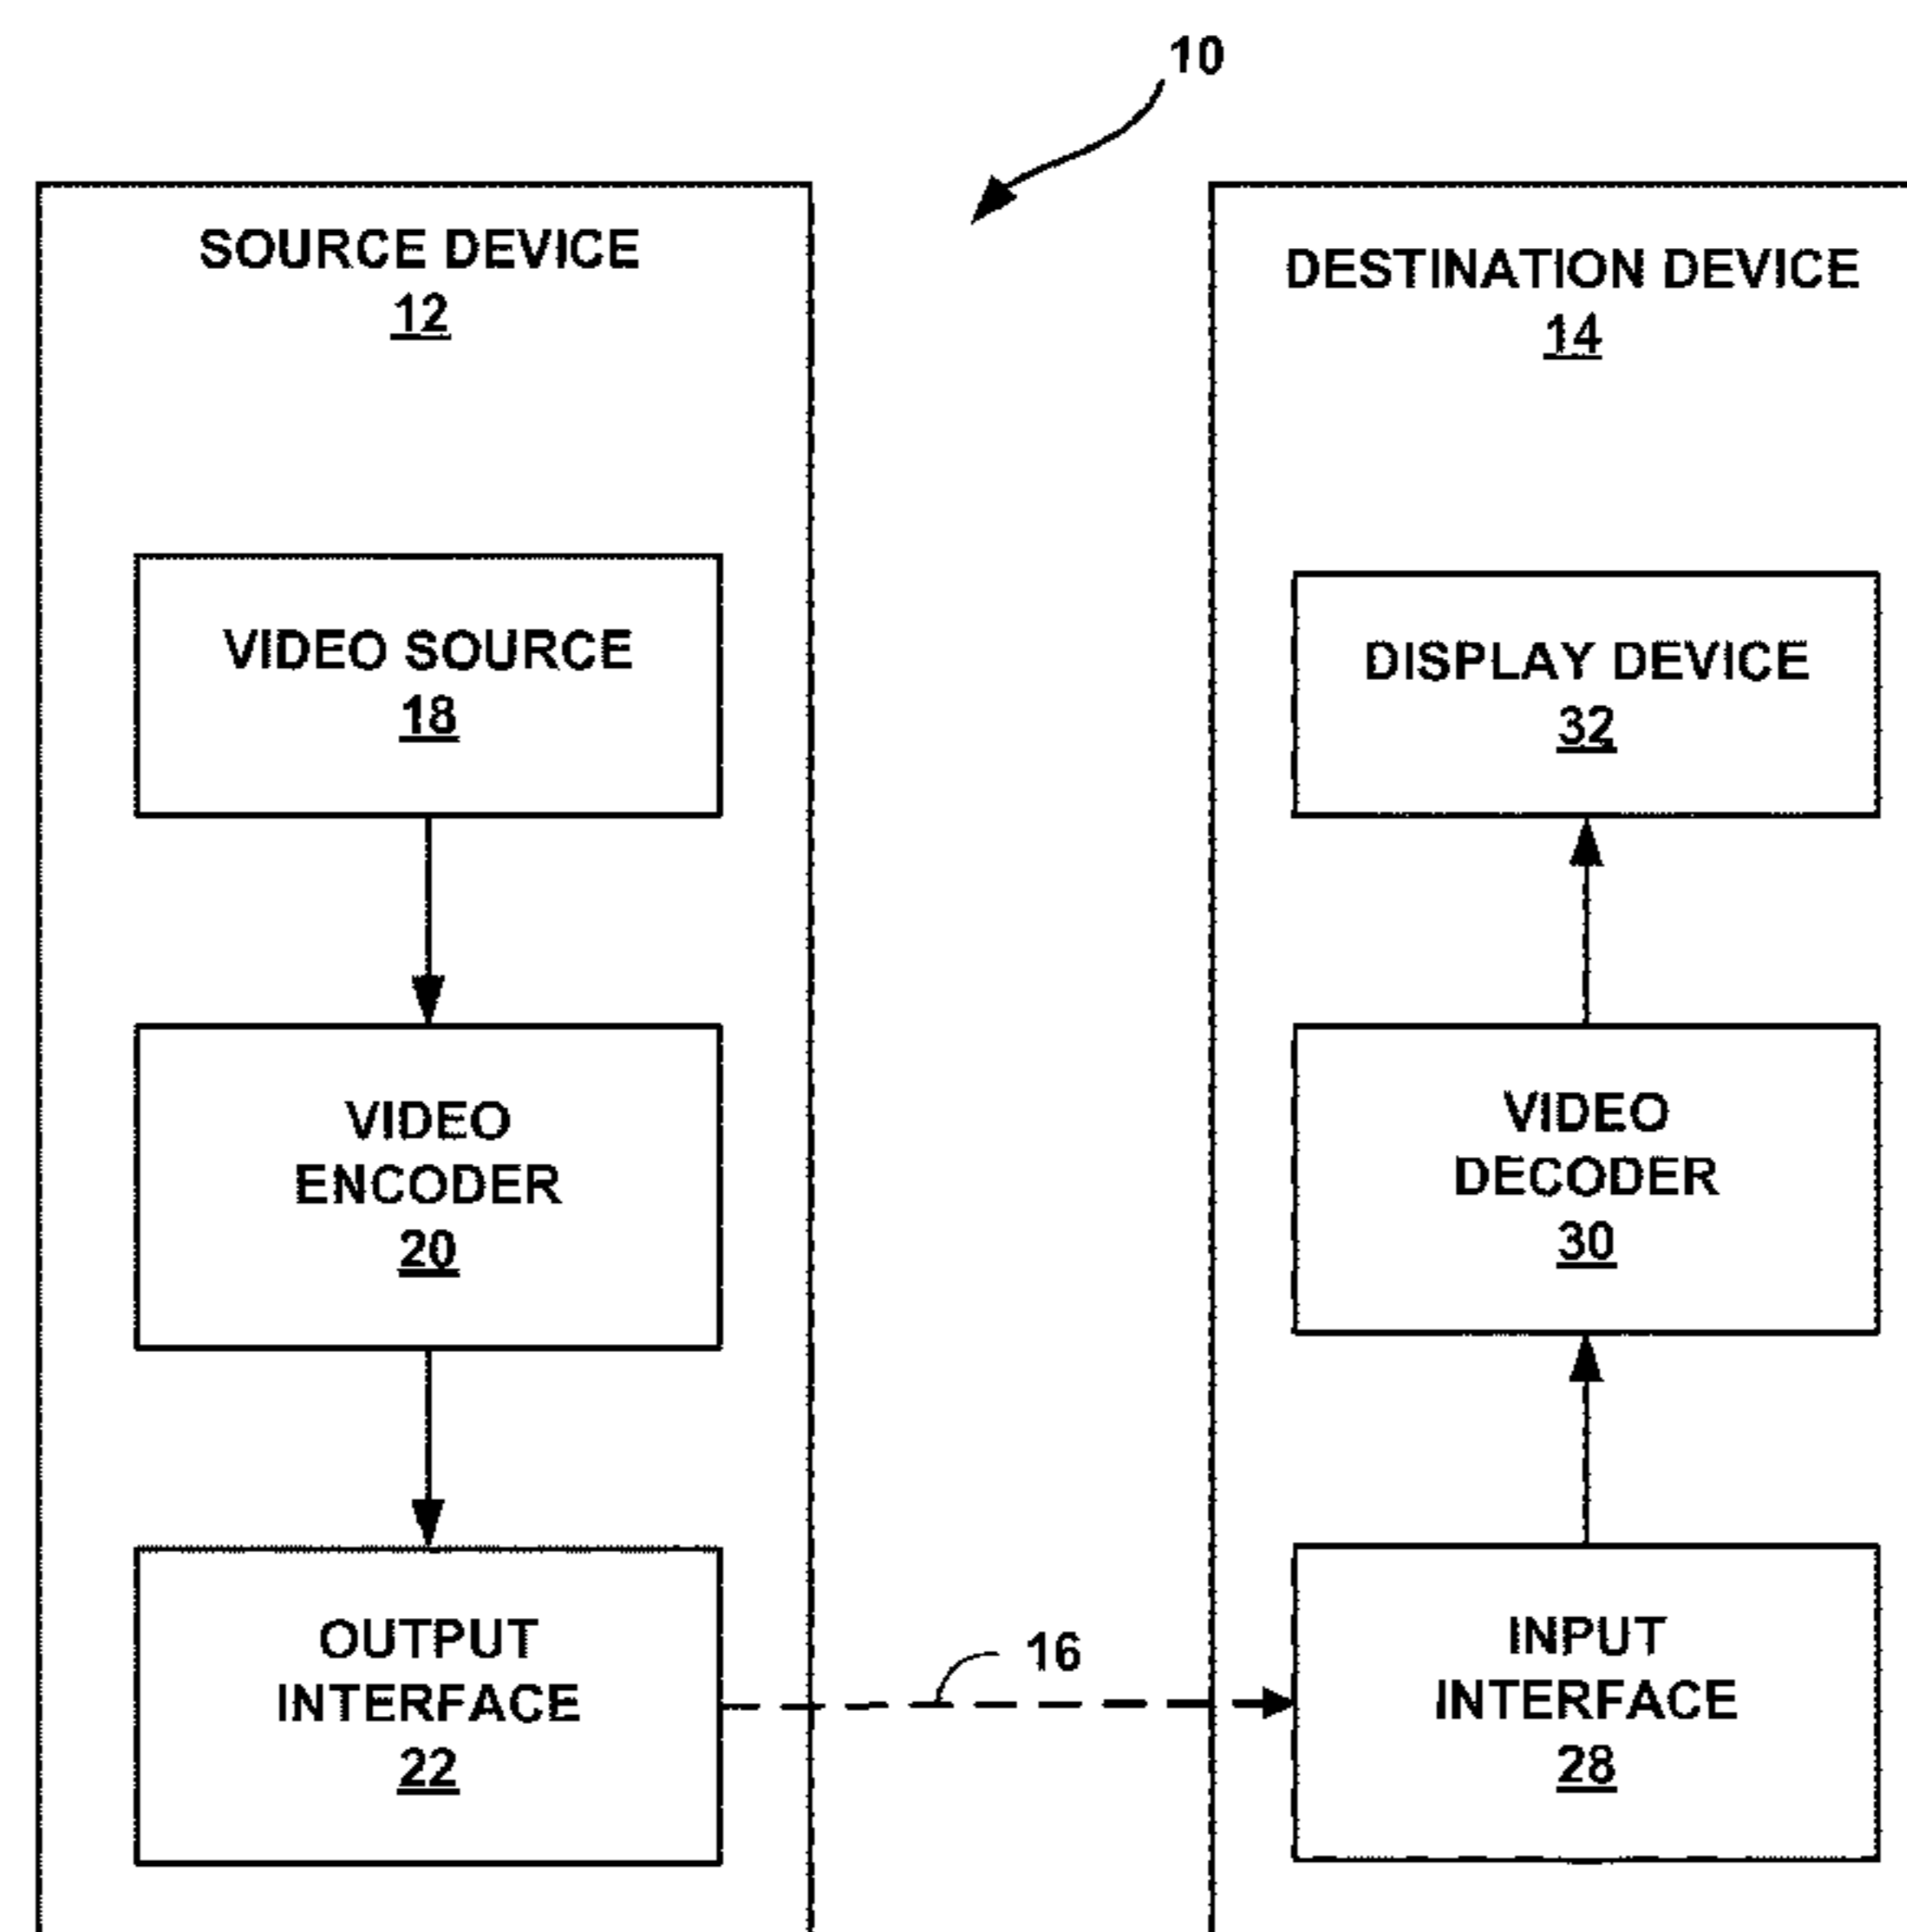 10
SOURCE DEVICE
12
VIDEO SOURCE
18
VIDEO
ENCODER
20
OUTPUT
INTERFACE
22
16
DESTINATION DEVICE
14
DISPLAY DEVICE
32
VIDEO
DECODER
30
INPUT
INTERFACE
28